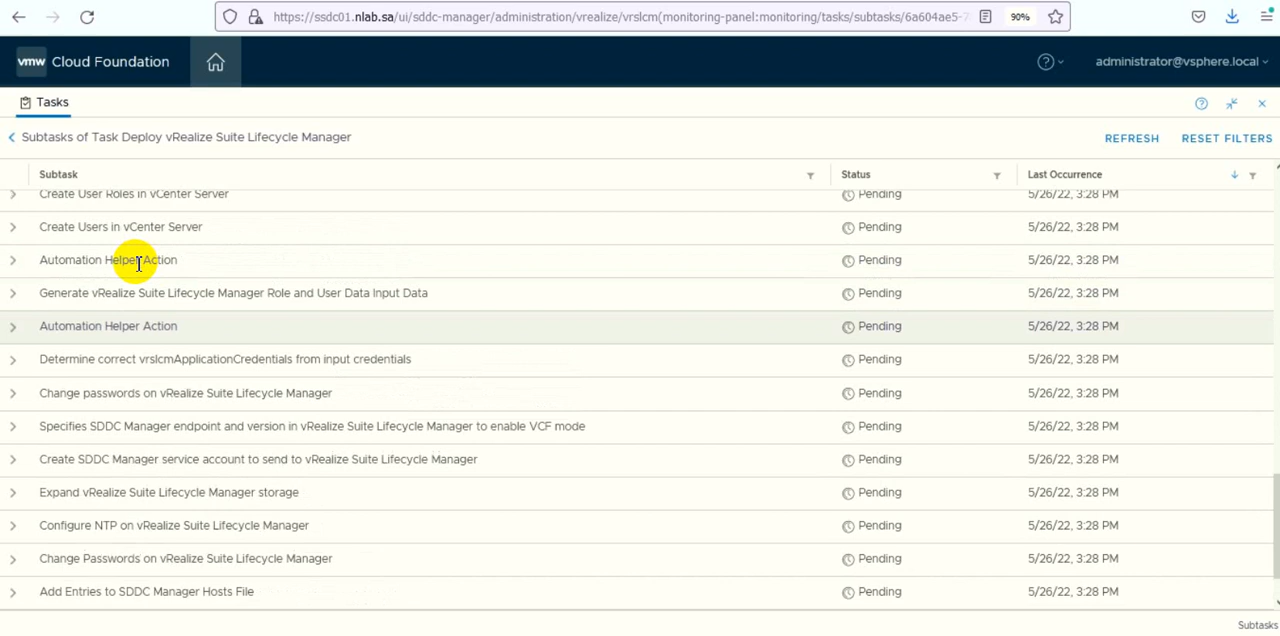 https://ssdc01.nlab.sa/ui/sddc-manager/administration/vrealize/vrslcm(monitoring-panel:monitoring/tasks/subtasks/6a604ae5-7
90%
vmw Cloud Foundation
administrator@vsphere.local
Tasks
Subtasks of Task Deploy vRealize Suite Lifecycle Manager
REFRESH RESET FILTERS
Subtask Status Last Occurrence
Create User Roles in vCenter Server Pending 5/26/22, 3:28 PM
Create Users in vCenter Server Pending 5/26/22, 3:28 PM
Automation Helper Action Pending 5/26/22, 3:28 PM
Generate vRealize Suite Lifecycle Manager Role and User Data Input Data Pending 5/26/22, 3:28 PM
Automation Helper Action Pending 5/26/22, 3:28 PM
Determine correct vrslcmApplicationCredentials from input credentials Pending 5/26/22, 3:28 PM
Change passwords on vRealize Suite Lifecycle Manager Pending 5/26/22, 3:28 PM
Specifies SDDC Manager endpoint and version in vRealize Suite Lifecycle Manager to enable VCF mode Pending 5/26/22, 3:28 PM
Create SDDC Manager service account to send to vRealize Suite Lifecycle Manager Pending 5/26/22, 3:28 PM
Expand vRealize Suite Lifecycle Manager storage Pending 5/26/22, 3:28 PM
Configure NTP on vRealize Suite Lifecycle Manager Pending 5/26/22, 3:28 PM
Change Passwords on vRealize Suite Lifecycle Manager Pending 5/26/22, 3:28 PM
Add Entries to SDDC Manager Hosts File Pending 5/26/22, 3:28 PM
Subtasks